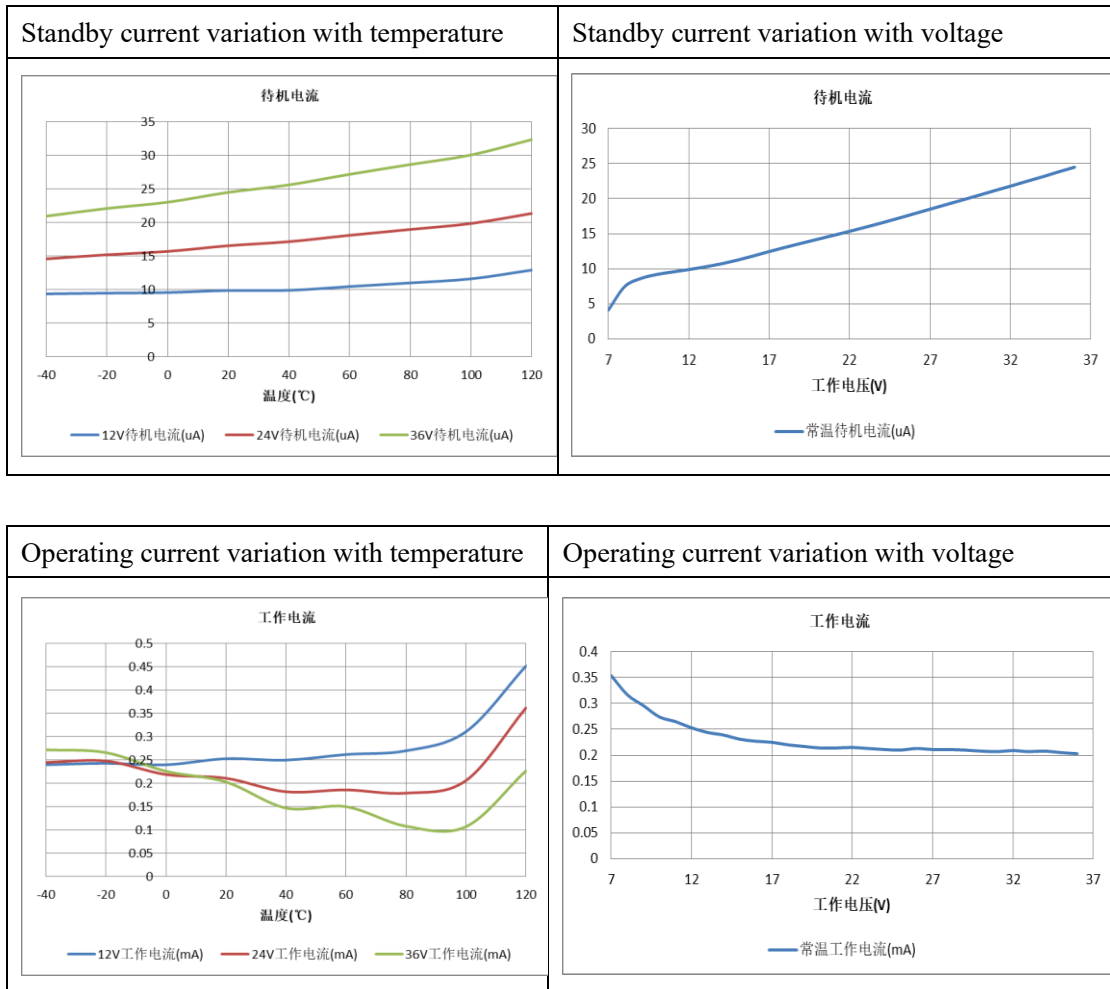 Standby current variation with temperature
Standby current variation with voltage
待机电流
35
30
25
20
15
10
5
0
-40 -20 0 20 40 60 80 100 120
温度(℃)
12V待机电流(uA) 24V待机电流(uA) 36V待机电流(uA)
待机电流
30
25
20
15
10
5
0
7 12 17 22 27 32 37
工作电压(V)
常温待机电流(uA)
Operating current variation with temperature
Operating current variation with voltage
工作电流
0.5
0.45
0.4
0.35
0.3
0.25
0.2
0.15
0.1
0.05
0
-40 -20 0 20 40 60 80 100 120
温度(℃)
12V工作电流(mA) 24V工作电流(mA) 36V工作电流(mA)
工作电流
0.4
0.35
0.3
0.25
0.2
0.15
0.1
0.05
0
7 12 17 22 27 32 37
工作电压(V)
常温工作电流(mA)